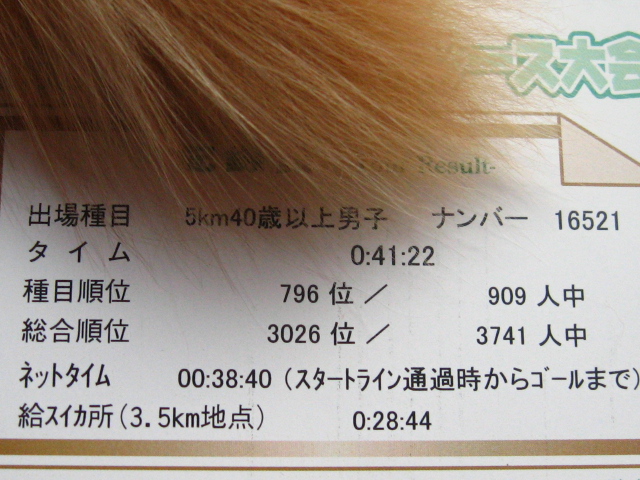 ース大会
Result-
出場種目 5km40歳以上男子 ナンバー 16521
タイム 0:41:22
種目順位 796 位 / 909 人中
総合順位 3026 位 / 3741 人中
ネットタイム 00:38:40 (スタートライン通過時からゴールまで)
給スイカ所(3.5km地点) 0:28:44